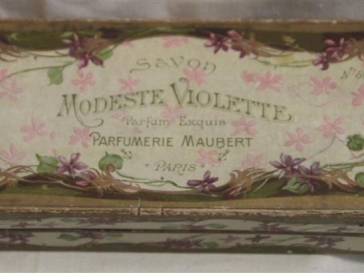 SAVON
MODESTE VIOLETTE
Parfum Exquis
PARFUMERIE MAUBERT
PARIS